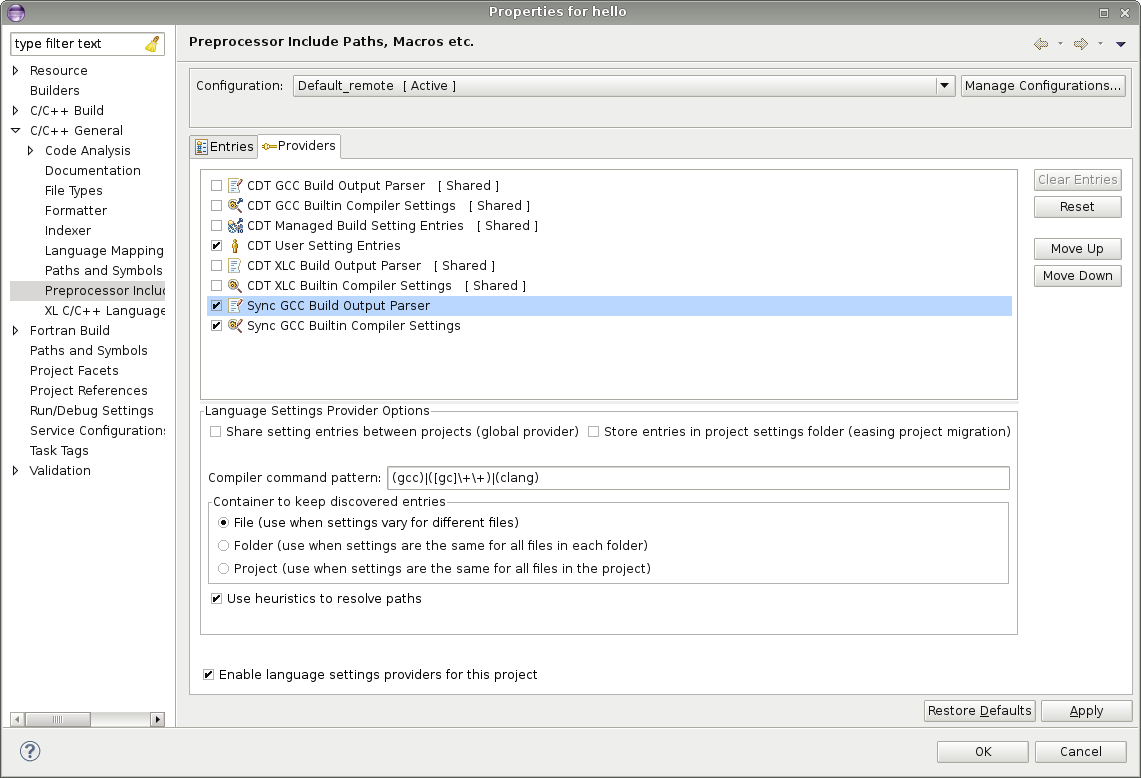 Properties for hello
type filter text
Resource
Builders
C/C++ Build
C/C++ General
Code Analysis
Documentation
File Types
Formatter
Indexer
Language Mapping
Paths and Symbols
Preprocessor Inclu
XL C/C++ Language
Fortran Build
Paths and Symbols
Project Facets
Project References
Run/Debug Settings
Service Configurations
Task Tags
Validation
Preprocessor Include Paths, Macros etc.
Configuration: Default_remote [ Active ] Manage Configurations...
Entries Providers
CDT GCC Build Output Parser [ Shared ]
CDT GCC Builtin Compiler Settings [ Shared ]
CDT Managed Build Setting Entries [ Shared ]
CDT User Setting Entries
CDT XLC Build Output Parser [ Shared ]
CDT XLC Builtin Compiler Settings [ Shared ]
Sync GCC Build Output Parser
Sync GCC Builtin Compiler Settings
Clear Entries
Reset
Move Up
Move Down
Language Settings Provider Options
Share setting entries between projects (global provider) Store entries in project settings folder (easing project migration)
Compiler command pattern: (gcc)|([gc]\+\+)|(clang)
Container to keep discovered entries
File (use when settings vary for different files)
Folder (use when settings are the same for all files in each folder)
Project (use when settings are the same for all files in the project)
Use heuristics to resolve paths
Enable language settings providers for this project
Restore Defaults Apply
? OK Cancel